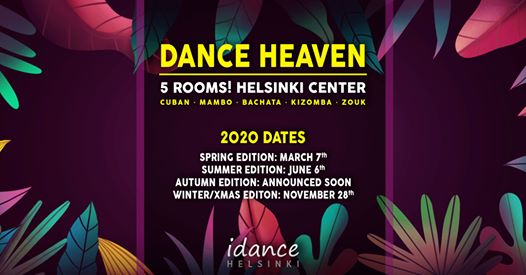 DANCE HEAVEN
5 ROOMS! HELSINKI CENTER
CUBAN - MAMBO - BACHATA - KIZOMBA - ZOUK
2020 DATES
SPRING EDITION: MARCH 7th
SUMMER EDITION: JUNE 6th
AUTUMN EDITION: ANNOUNCED SOON
WINTER/XMAS EDITON: NOVEMBER 28th
idance
HELSINKI